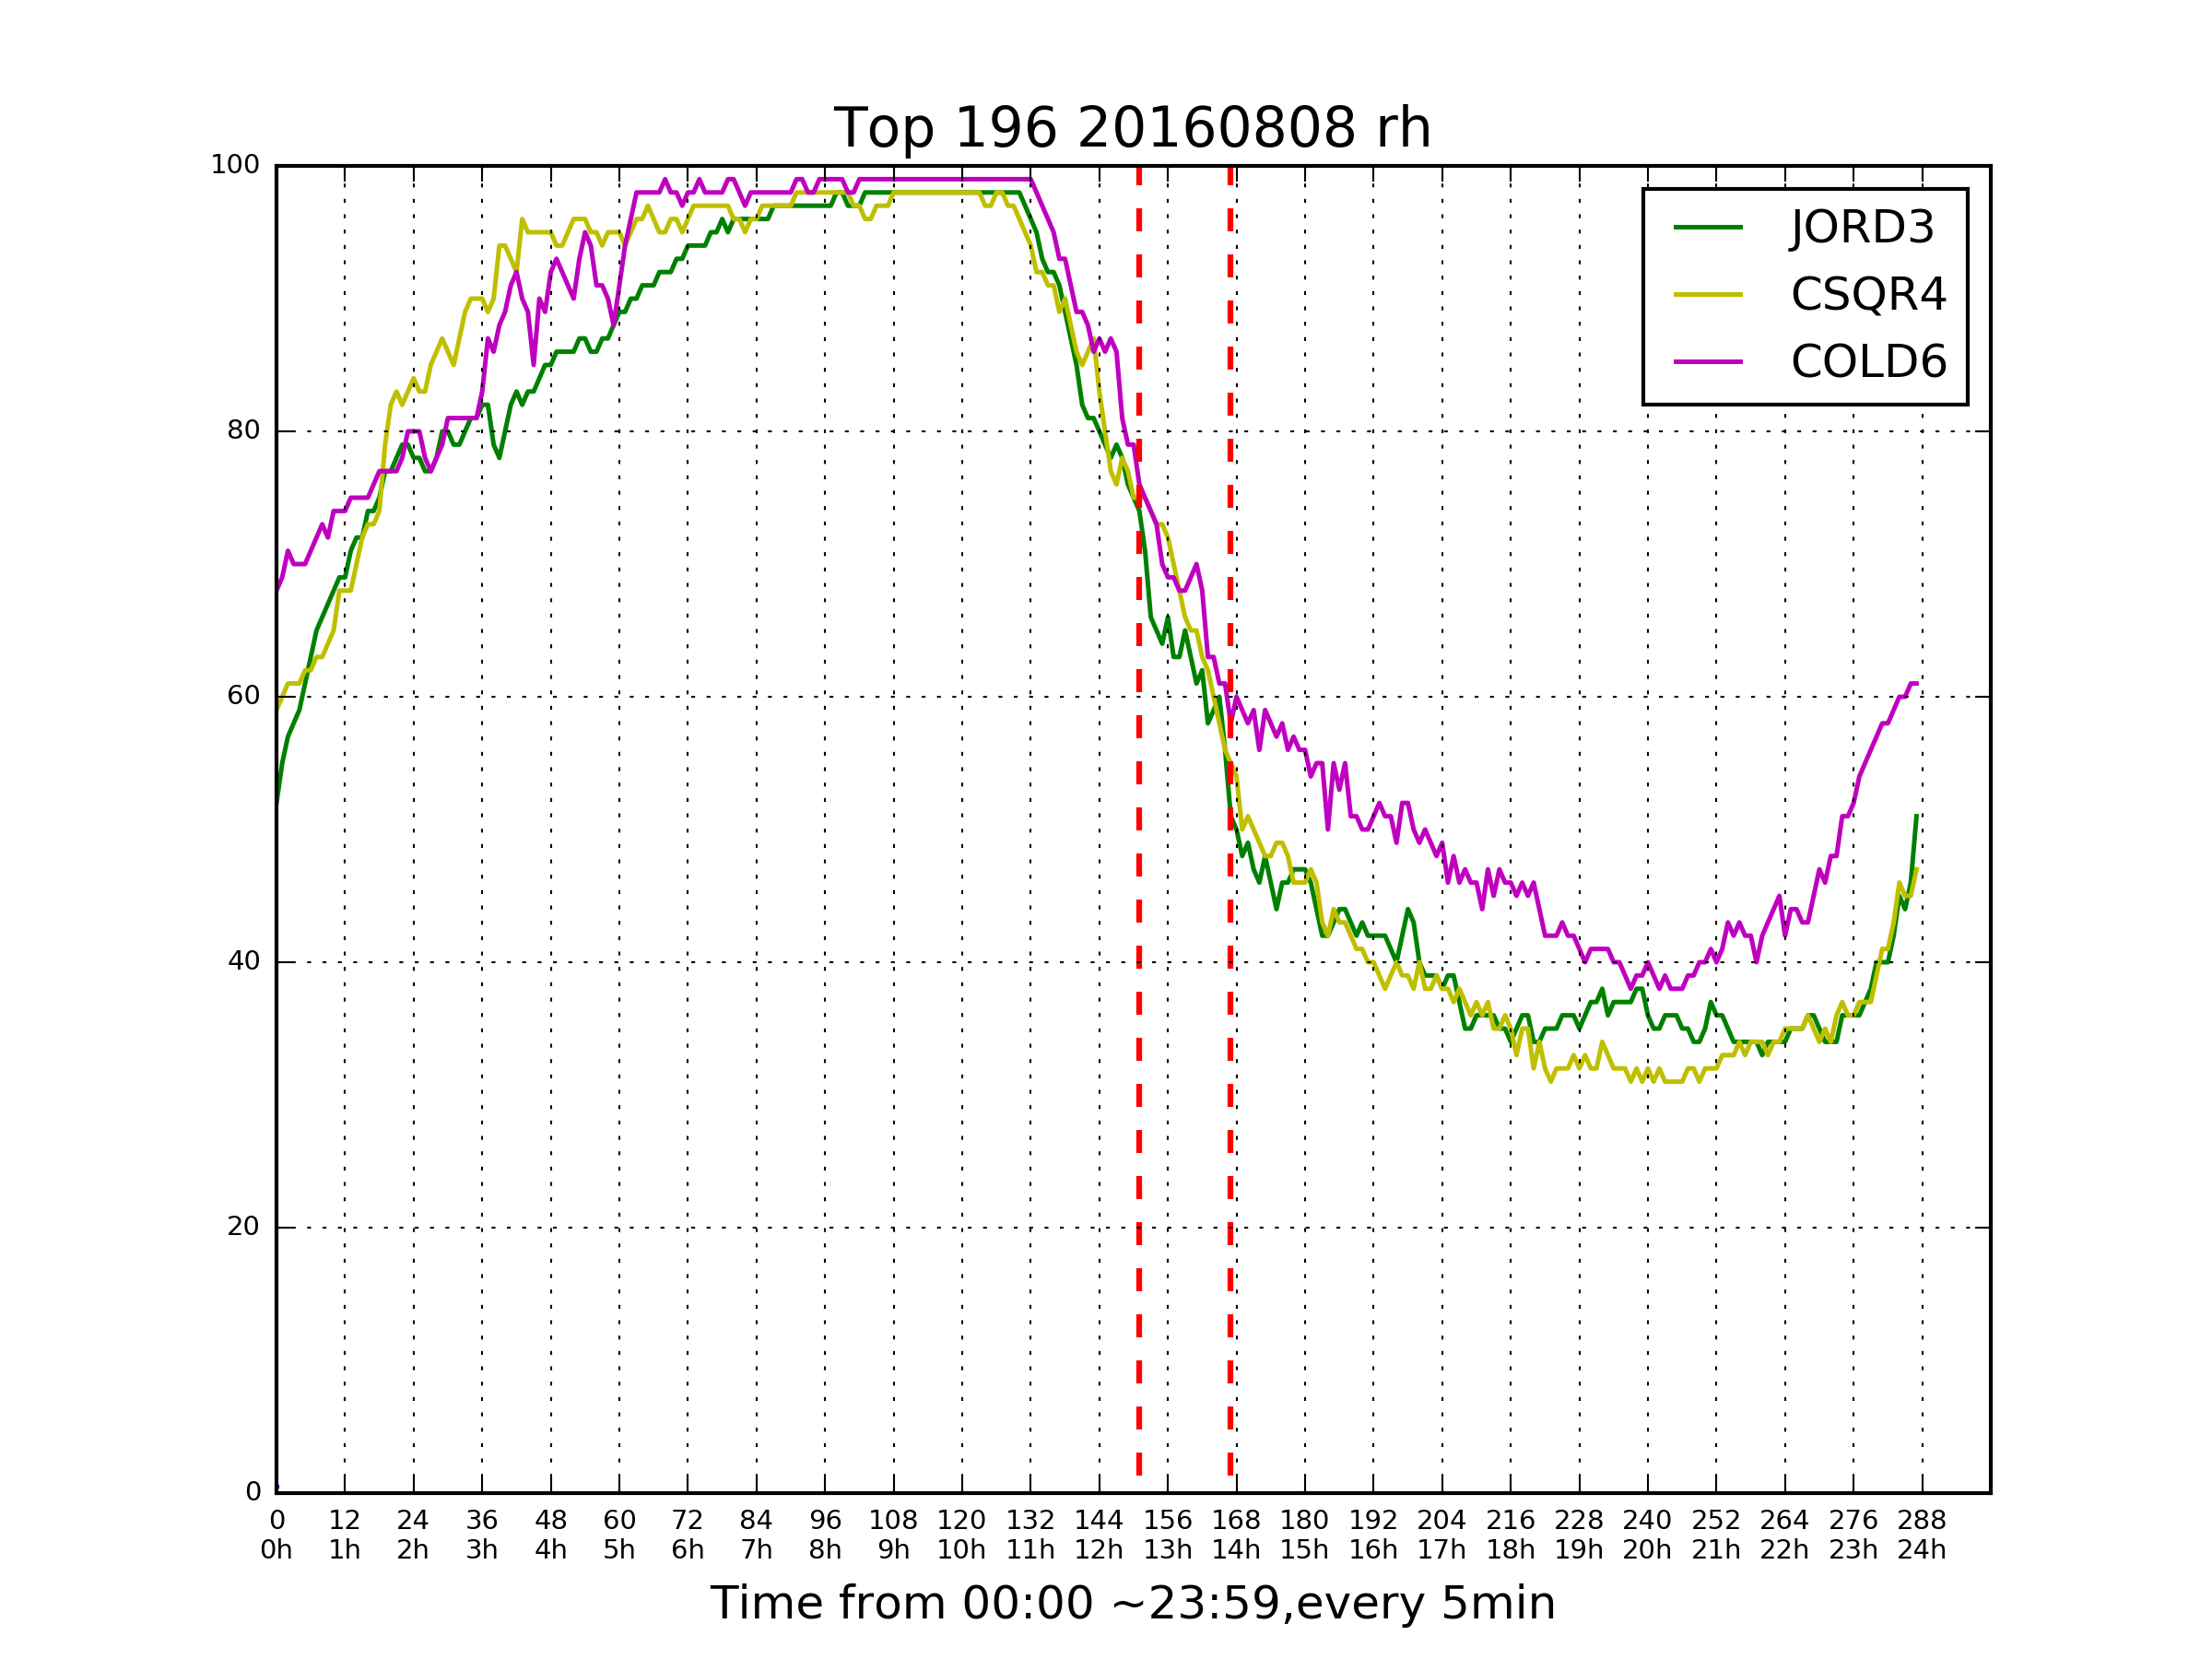 Top 196 20160808 rh
100
80
60
40
20
0
JORD3
CSQR4
COLD6
0 12 24 36 48 60 72 84 96 108 120 132 144 156 168 180 192 204 216 228 240 252 264 276 288
0h 1h 2h 3h 4h 5h 6h 7h 8h 9h 10h 11h 12h 13h 14h 15h 16h 17h 18h 19h 20h 21h 22h 23h 24h
Time from 00:00 ~23:59,every 5min